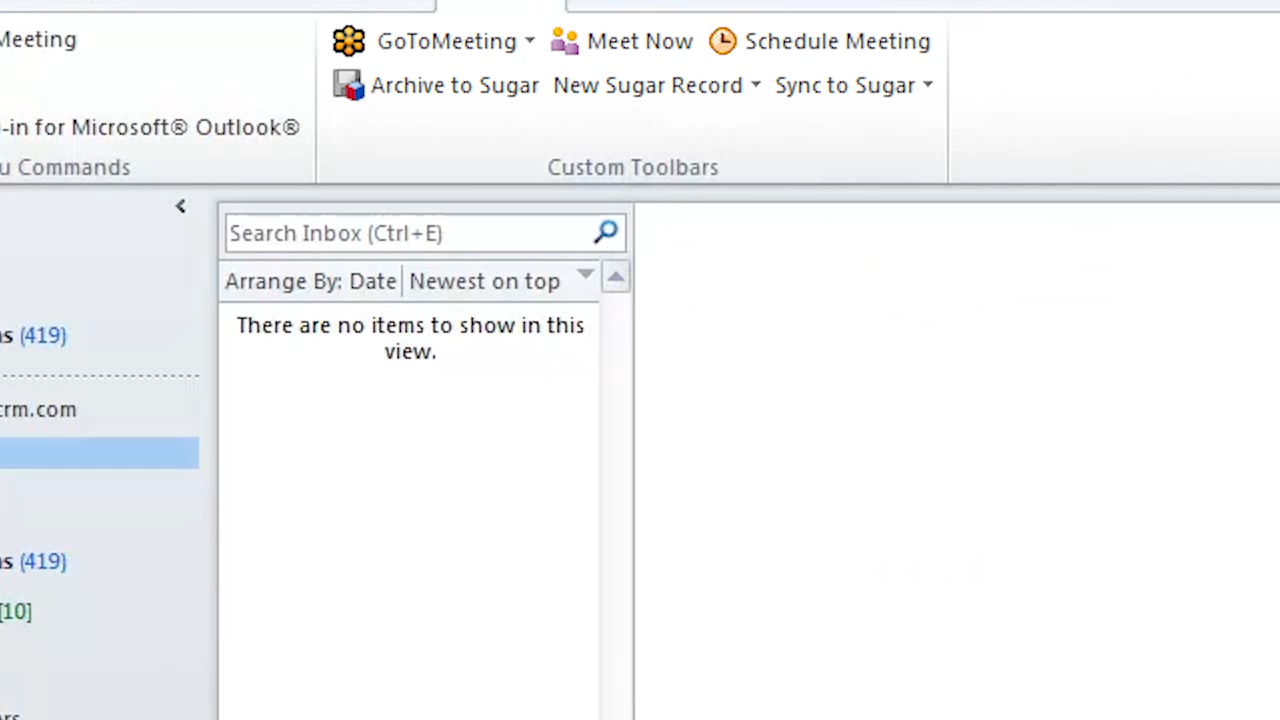 Meeting
GoToMeeting Meet Now Schedule Meeting
Archive to Sugar New Sugar Record Sync to Sugar
-in for Microsoft® Outlook®
u Commands
Custom Toolbars
Search Inbox (Ctrl+E)
Arrange By: Date Newest on top
There are no items to show in this
view.
s (419)
crm.com
s (419)
[10]